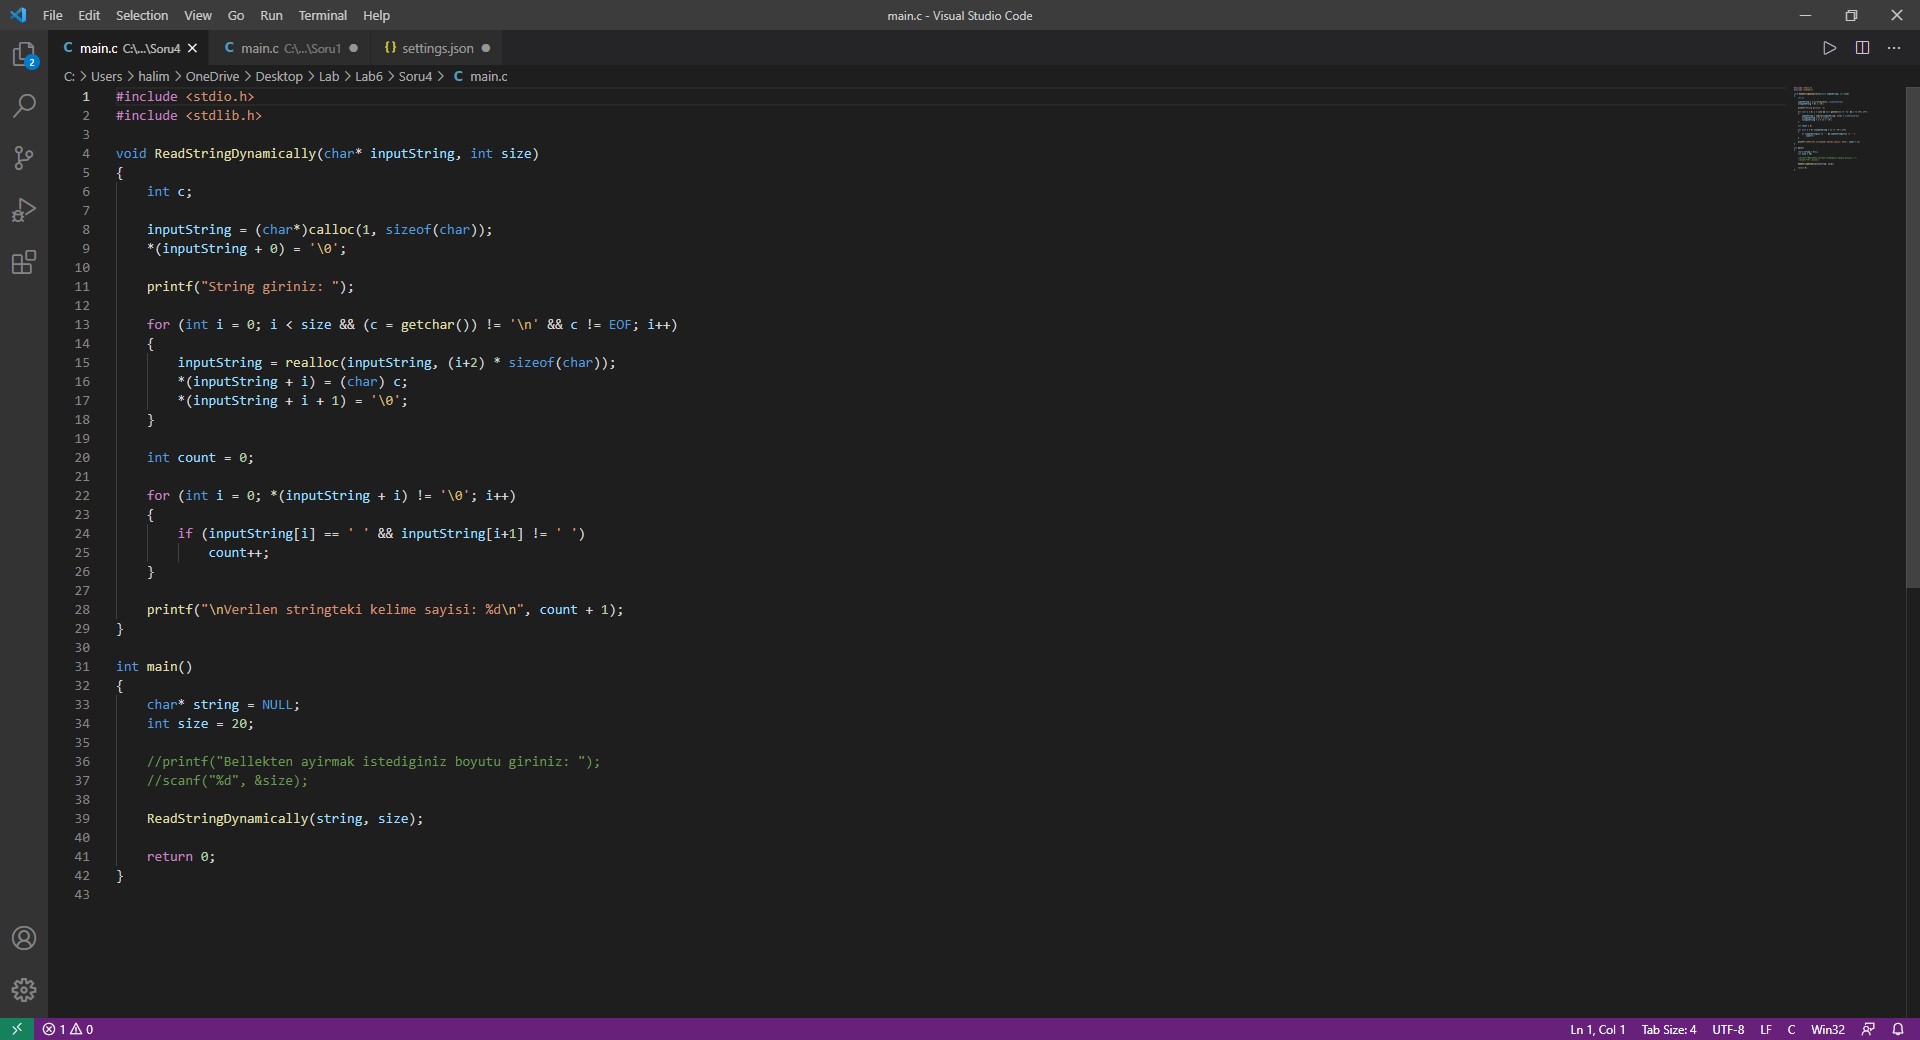 File Edit Selection View Go Run Terminal Help
main.c - Visual Studio Code
main.c C:\...\Soru4
main.c C:\...\Soru1
settings.json
2
C: > Users > halim > OneDrive > Desktop > Lab > Lab6 > Soru4 > C main.c
1 #include <stdio.h>
2 #include <stdlib.h>
3
4 void ReadStringDynamically(char* inputString, int size)
5 {
6     int c;
7
8     inputString = (char*)calloc(1, sizeof(char));
9     *(inputString + 0) = '\0';
10
11     printf("String giriniz: ");
12
13     for (int i = 0; i < size && (c = getchar()) != '\n' && c != EOF; i++)
14     {
15         inputString = realloc(inputString, (i+2) * sizeof(char));
16         *(inputString + i) = (char) c;
17         *(inputString + i + 1) = '\0';
18     }
19
20     int count = 0;
21
22     for (int i = 0; *(inputString + i) != '\0'; i++)
23     {
24         if (inputString[i] == ' ' && inputString[i+1] != ' ')
25             count++;
26     }
27
28     printf("\nVerilen stringteki kelime sayisi: %d\n", count + 1);
29 }
30
31 int main()
32 {
33     char* string = NULL;
34     int size = 20;
35
36     //printf("Bellekten ayirmak istediginiz boyutu giriniz: ");
37     //scanf("%d", &size);
38
39     ReadStringDynamically(string, size);
40
41     return 0;
42 }
43
1 0
Ln 1, Col 1 Tab Size: 4 UTF-8 LF C Win32